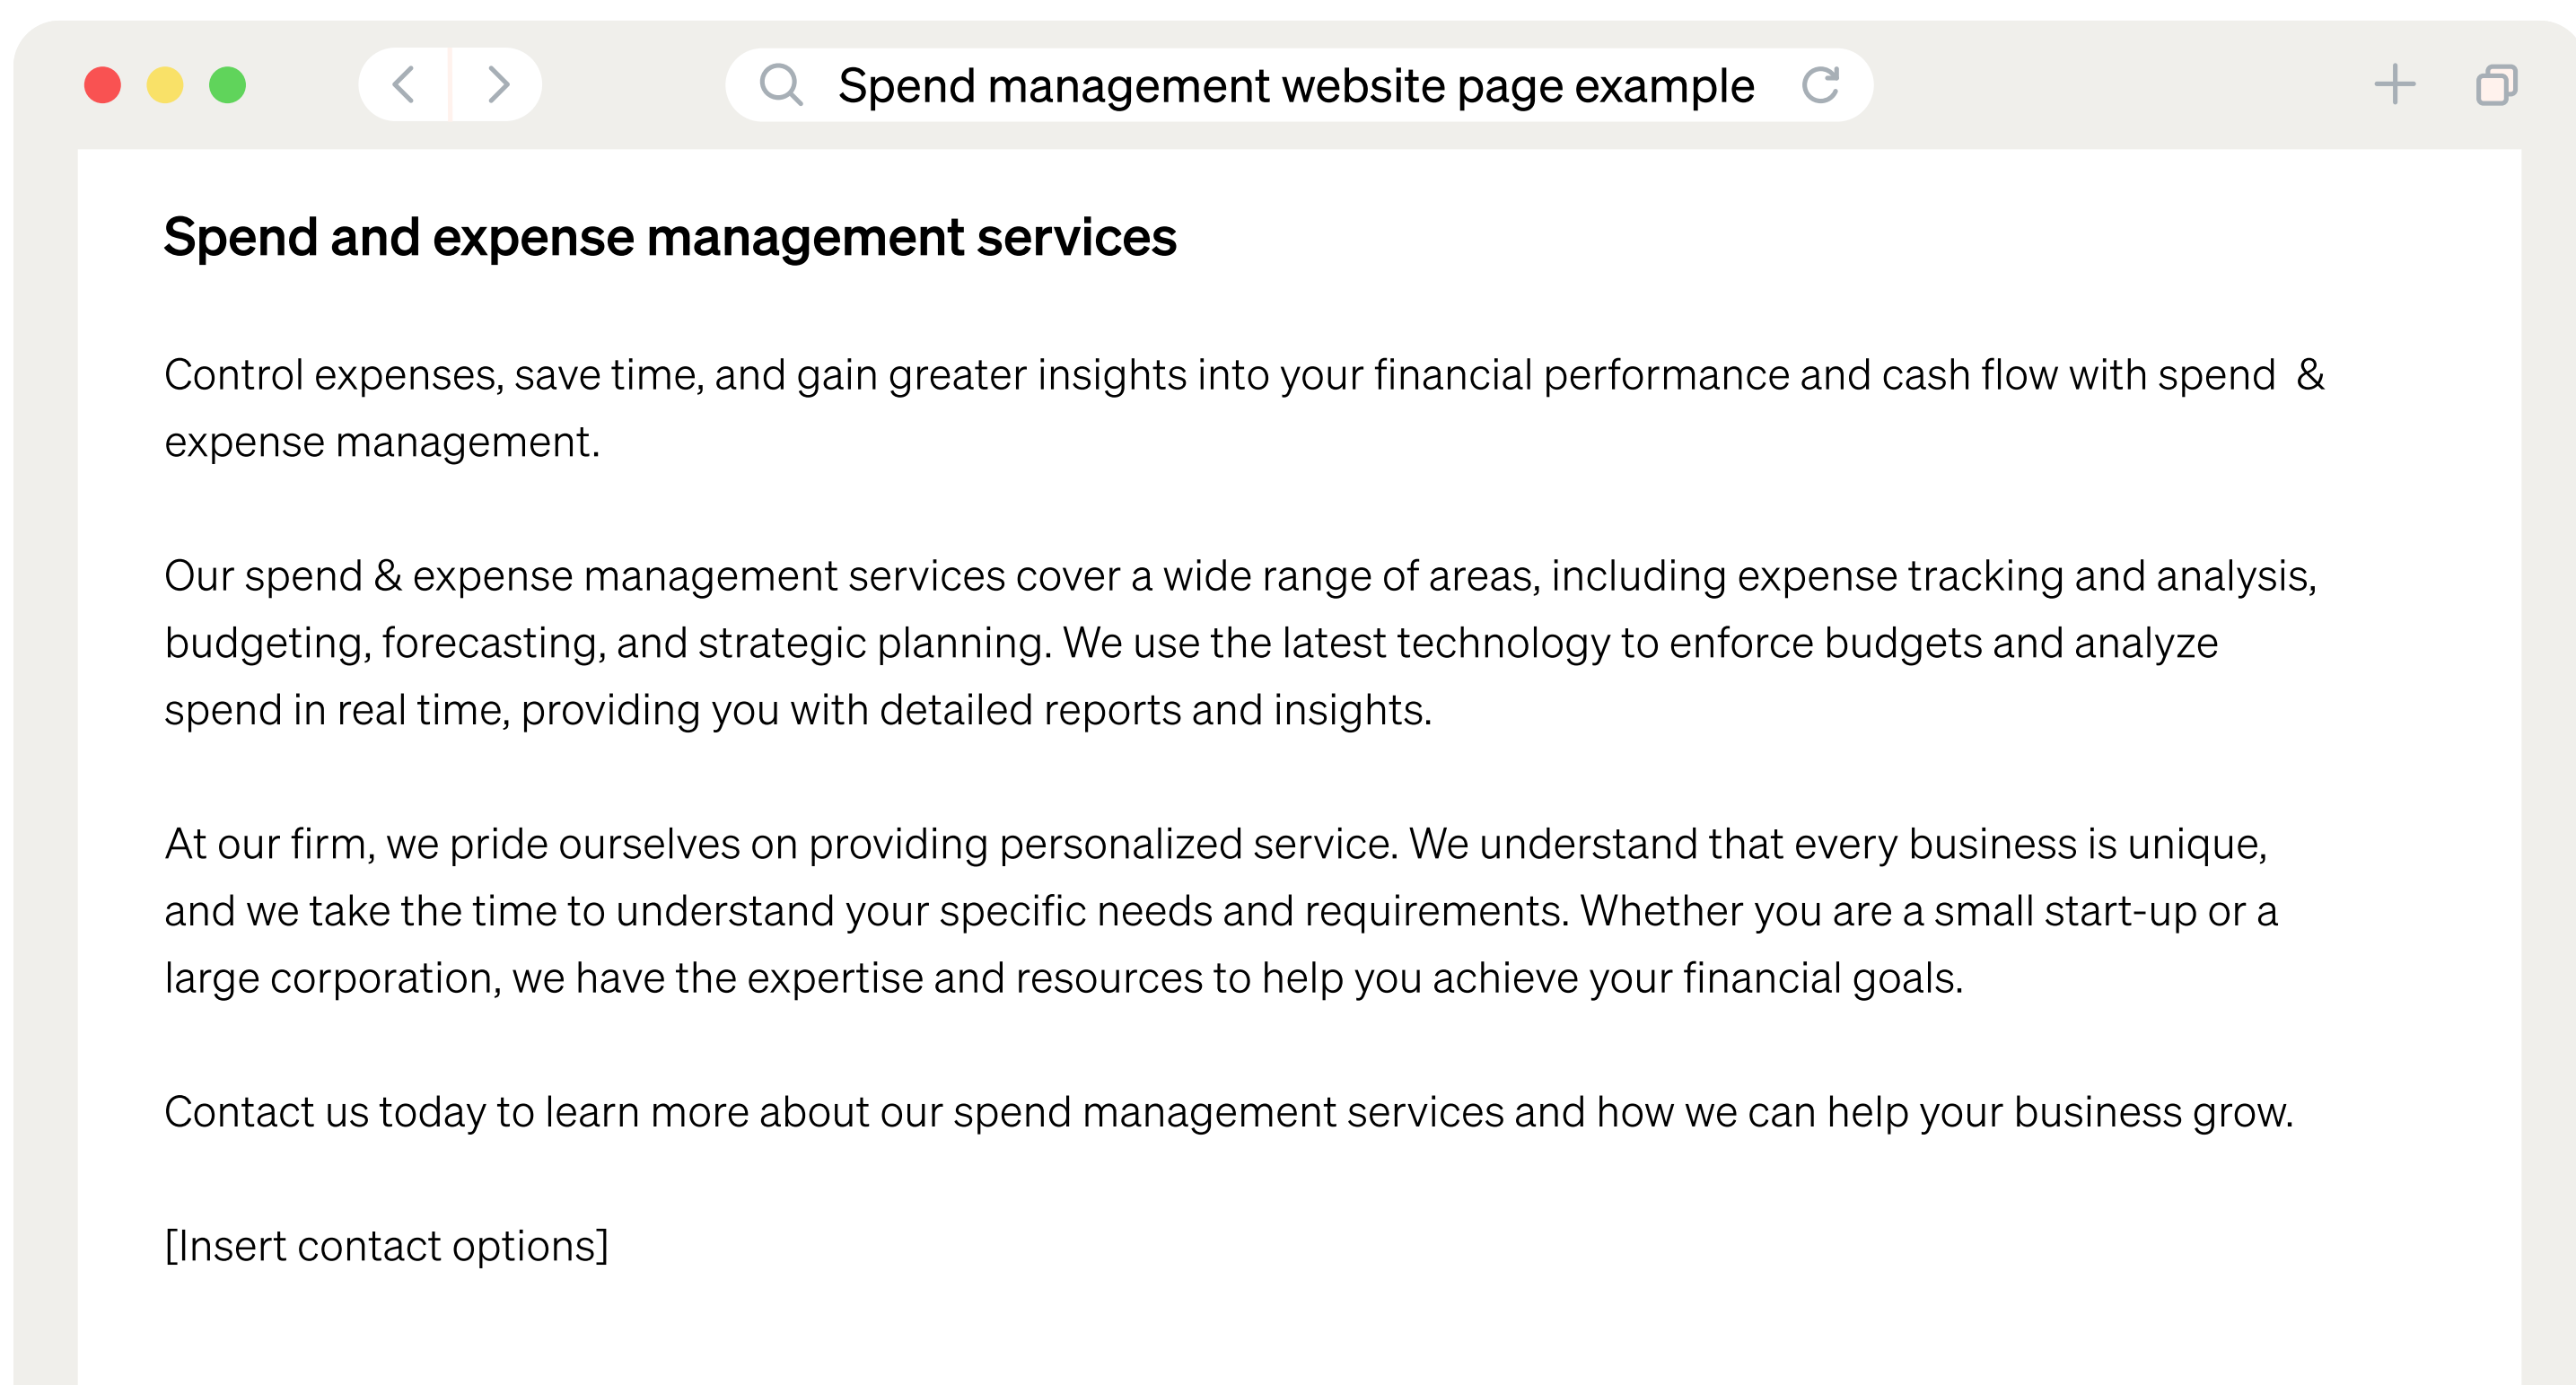 Spend management website page example
Spend and expense management services
Control expenses, save time, and gain greater insights into your financial performance and cash flow with spend  &
expense management.
Our spend & expense management services cover a wide range of areas, including expense tracking and analysis,
budgeting, forecasting, and strategic planning. We use the latest technology to enforce budgets and analyze
spend in real time, providing you with detailed reports and insights.
At our firm, we pride ourselves on providing personalized service. We understand that every business is unique,
and we take the time to understand your specific needs and requirements. Whether you are a small start-up or a
large corporation, we have the expertise and resources to help you achieve your financial goals.
Contact us today to learn more about our spend management services and how we can help your business grow.
[Insert contact options]